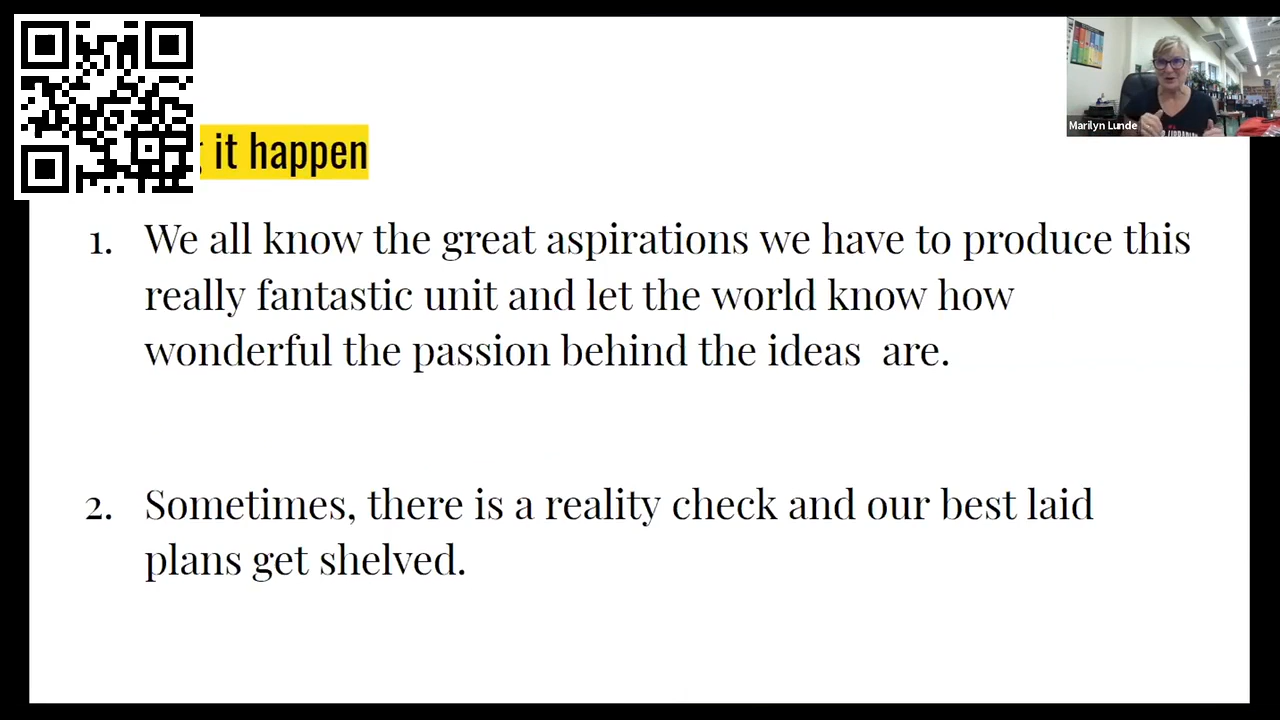 it happen
Marilyn Lunde
1. We all know the great aspirations we have to produce this
really fantastic unit and let the world know how
wonderful the passion behind the ideas  are.
2. Sometimes, there is a reality check and our best laid
plans get shelved.